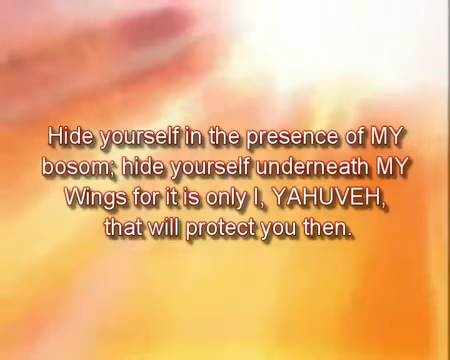 Hide yourself in the presence of MY
bosom; hide yourself underneath MY
Wings for it is only I, YAHUVEH,
that will protect you then.